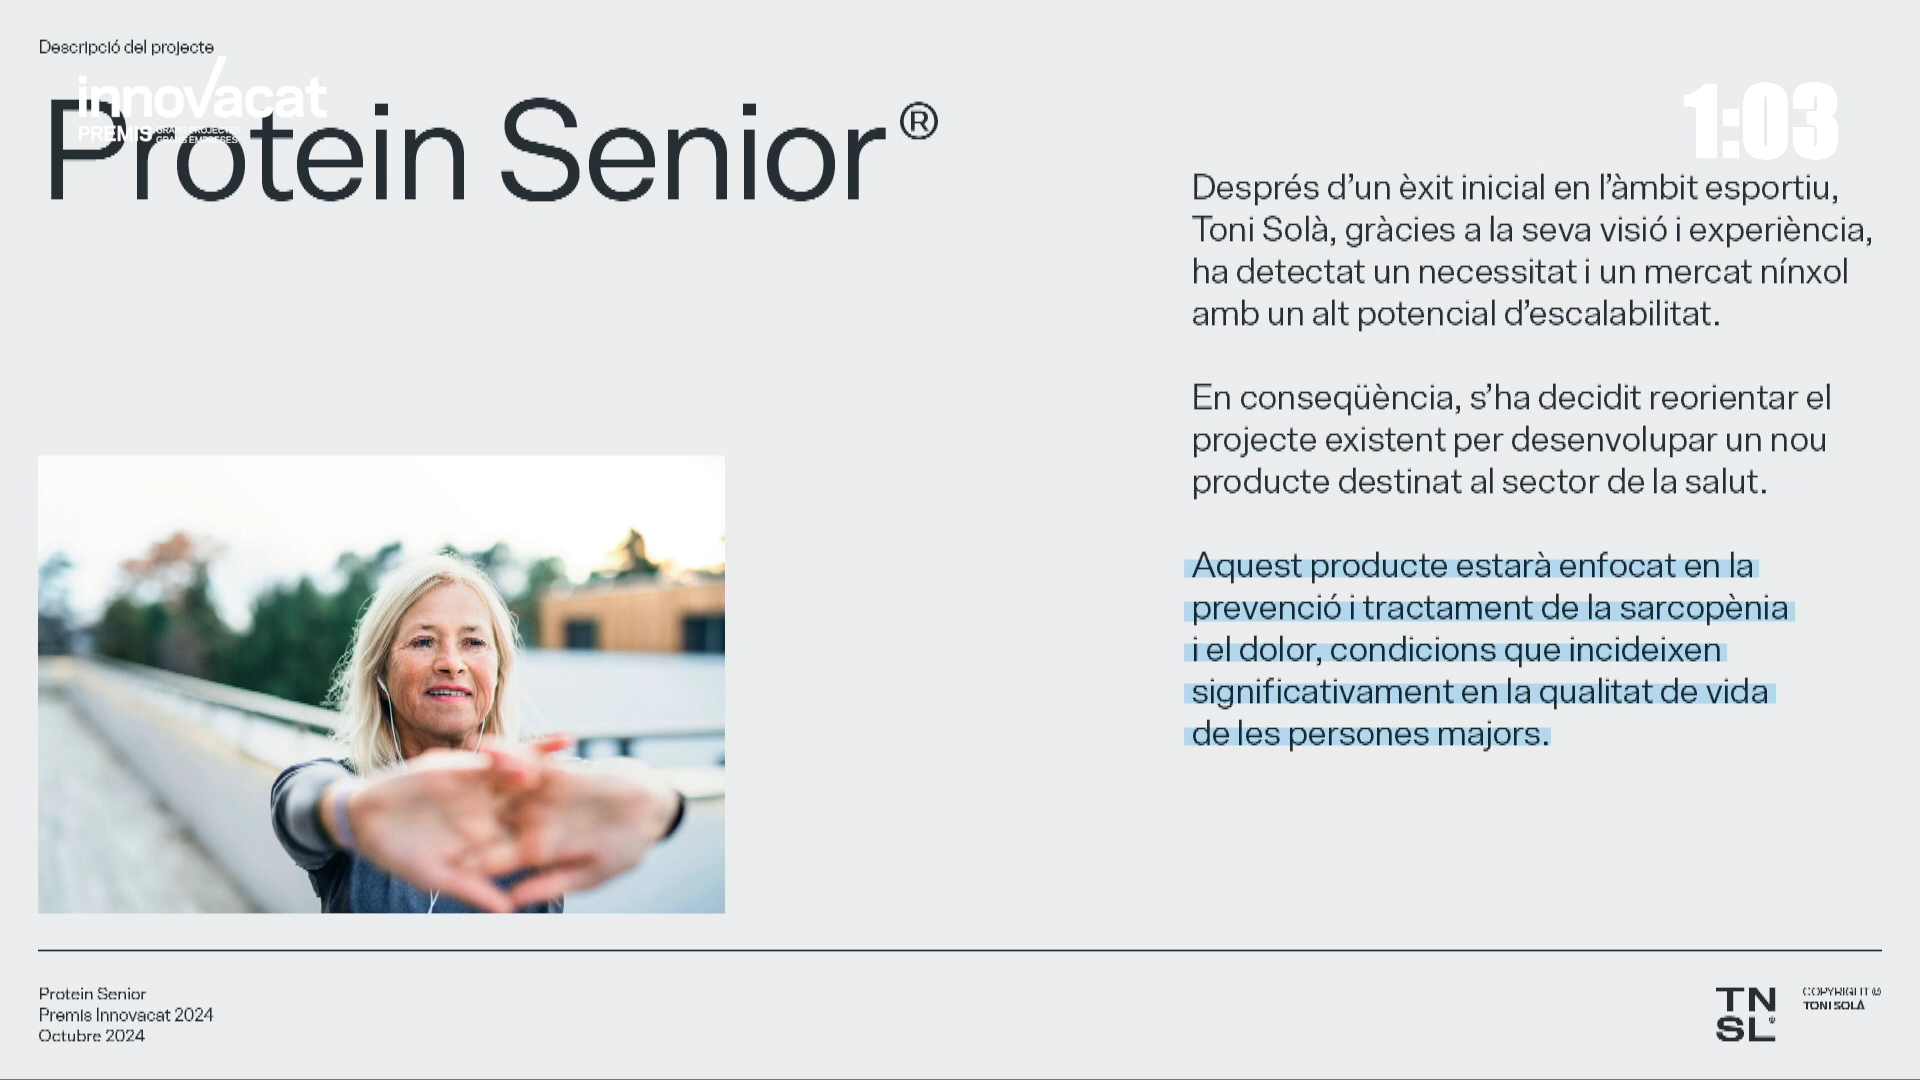 Descripció del projecte
innovacat
PREMIS GRANS PROJECTES
GRANS EMPRESES
1:03
Protein Senior®
Després d’un èxit inicial en l’àmbit esportiu,
Toni Solà, gràcies a la seva visió i experiència,
ha detectat un necessitat i un mercat nínxol
amb un alt potencial d’escalabilitat.
En conseqüència, s’ha decidit reorientar el
projecte existent per desenvolupar un nou
producte destinat al sector de la salut.
Aquest producte estarà enfocat en la
prevenció i tractament de la sarcopènia
i el dolor, condicions que incideixen
significativament en la qualitat de vida
de les persones majors.
Protein Senior
Premis Innovacat 2024
Octubre 2024
TN
SL®
COPYRIGHT ©
TONI SOLÀ